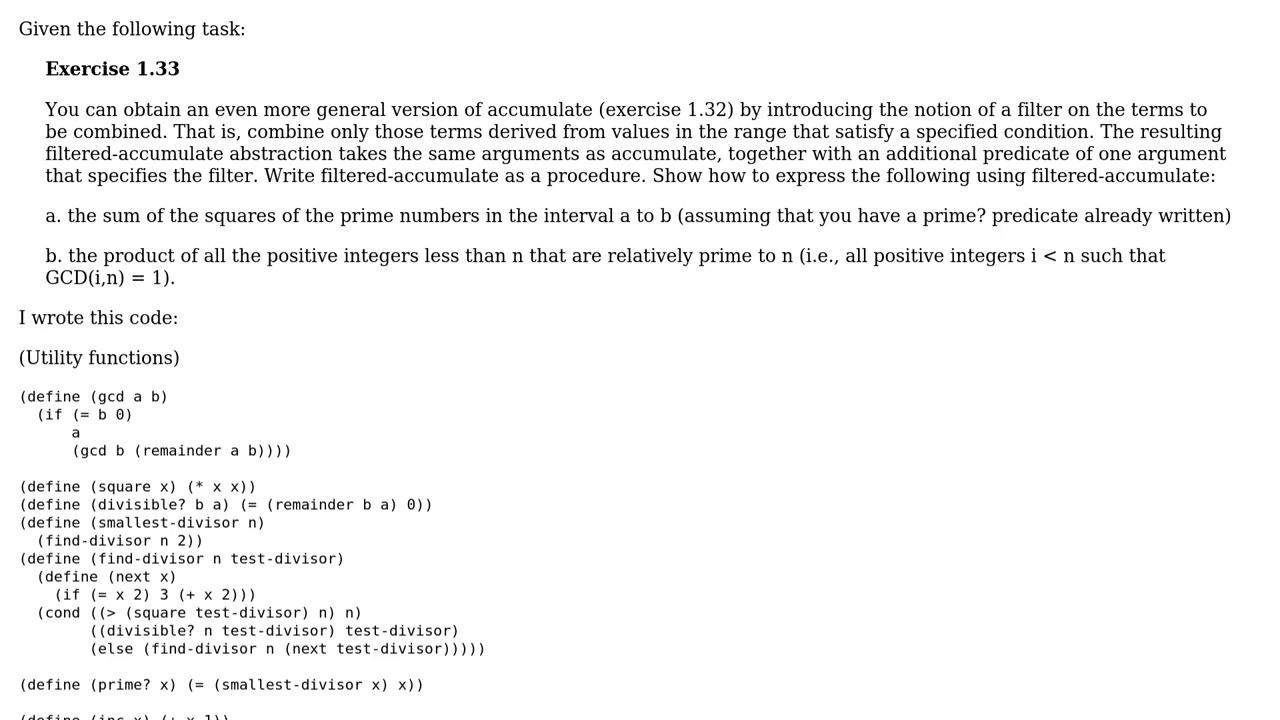 Given the following task:
Exercise 1.33
You can obtain an even more general version of accumulate (exercise 1.32) by introducing the notion of a filter on the terms to
be combined. That is, combine only those terms derived from values in the range that satisfy a specified condition. The resulting
filtered-accumulate abstraction takes the same arguments as accumulate, together with an additional predicate of one argument
that specifies the filter. Write filtered-accumulate as a procedure. Show how to express the following using filtered-accumulate:
a. the sum of the squares of the prime numbers in the interval a to b (assuming that you have a prime? predicate already written)
b. the product of all the positive integers less than n that are relatively prime to n (i.e., all positive integers i < n such that
GCD(i,n) = 1).
I wrote this code:
(Utility functions)
(define (gcd a b)
  (if (= b 0)
      a
      (gcd b (remainder a b))))
(define (square x) (* x x))
(define (divisible? b a) (= (remainder b a) 0))
(define (smallest-divisor n)
  (find-divisor n 2))
(define (find-divisor n test-divisor)
  (define (next x)
    (if (= x 2) 3 (+ x 2)))
  (cond ((> (square test-divisor) n) n)
        ((divisible? n test-divisor) test-divisor)
        (else (find-divisor n (next test-divisor)))))
(define (prime? x) (= (smallest-divisor x) x))
(define (inc x) (+ x 1))